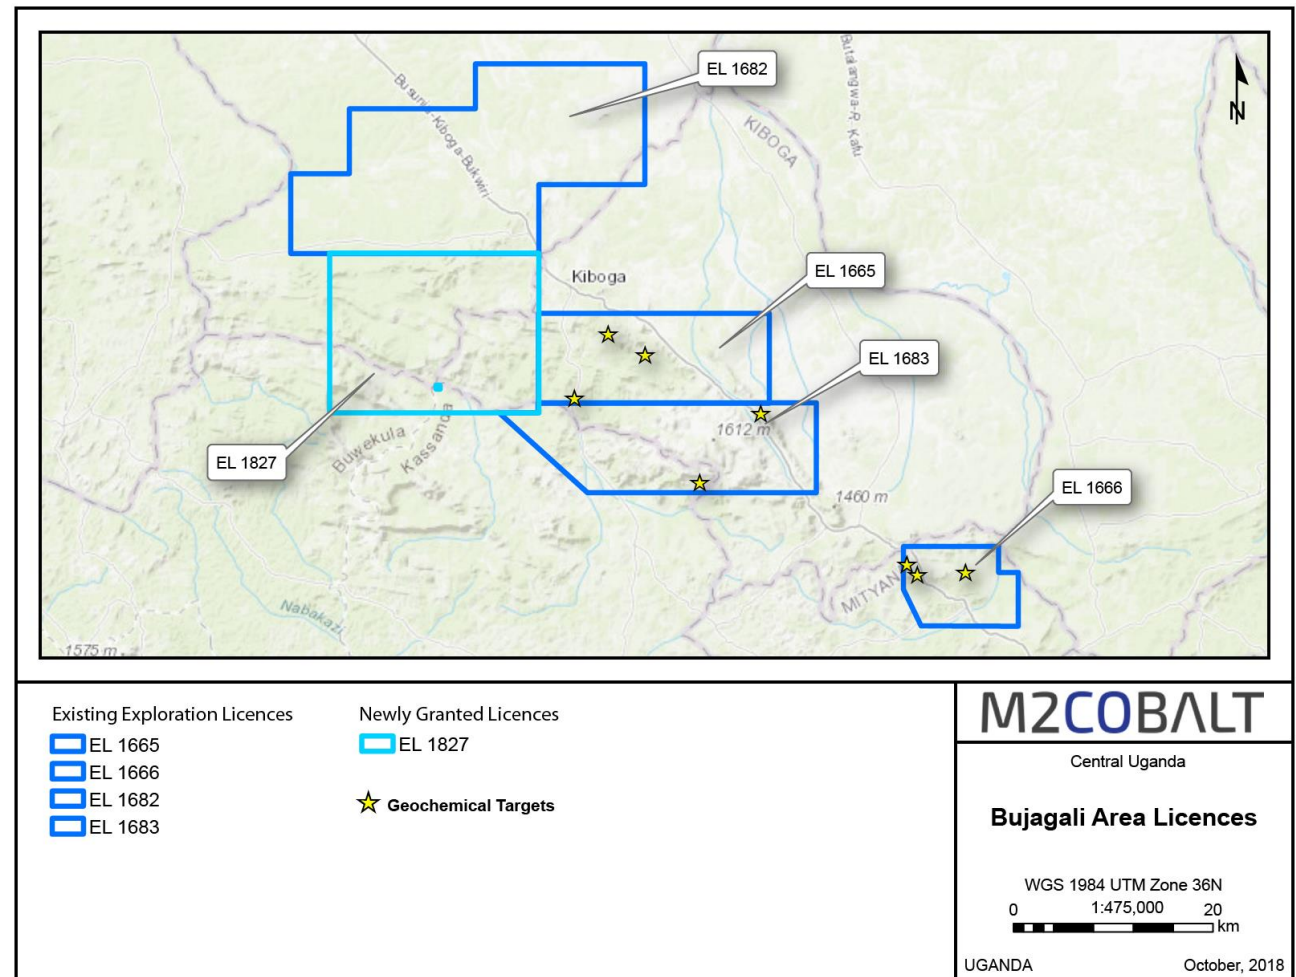 EL 1682
Busunju-Kiboga-Bukwiri
KIBOGA
N
EL 1665
Kiboga
EL 1683
1612 m
EL 1827
Buwekula
Kassanda
1460 m
EL 1666
Nabakazi
1575 m
Existing Exploration Licences
EL 1665
EL 1666
EL 1682
EL 1683
Newly Granted Licences
EL 1827
Geochemical Targets
M2COBALT
Central Uganda
Bujagali Area Licences
WGS 1984 UTM Zone 36N
0 1:475,000 20
km
UGANDA October, 2018